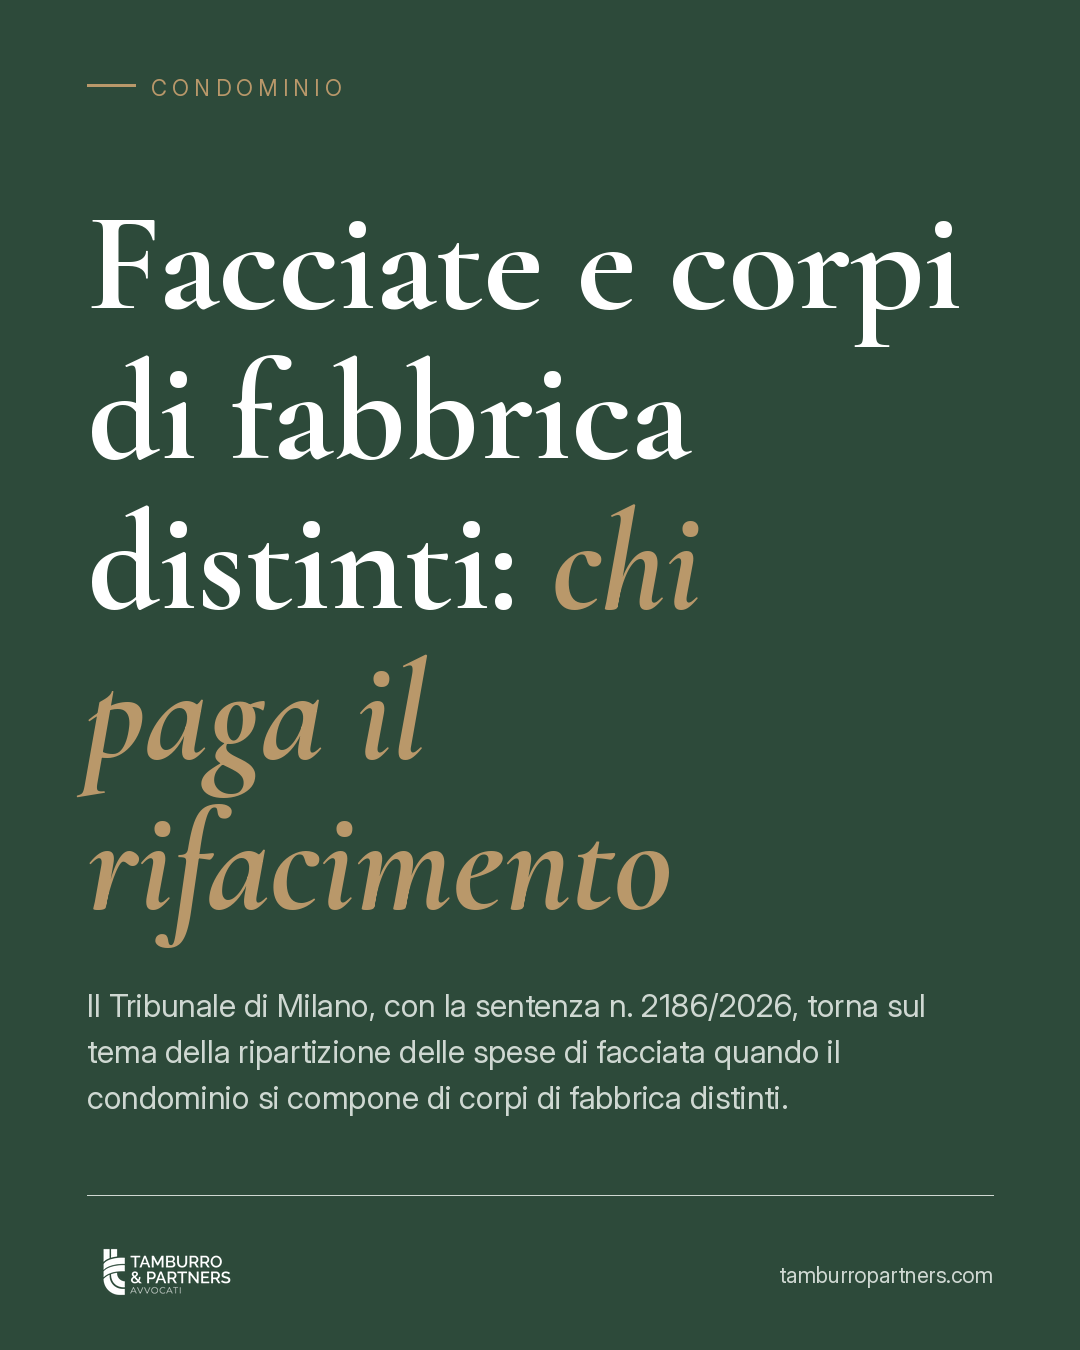 CONDOMINIO
Facciate e corpi
di fabbrica
distinti: chi
paga il
rifacimento
Il Tribunale di Milano, con la sentenza n. 2186/2026, torna sul
tema della ripartizione delle spese di facciata quando il
condominio si compone di corpi di fabbrica distinti.
TAMBURRO
& PARTNERS
AVVOCATI
tamburropartners.com